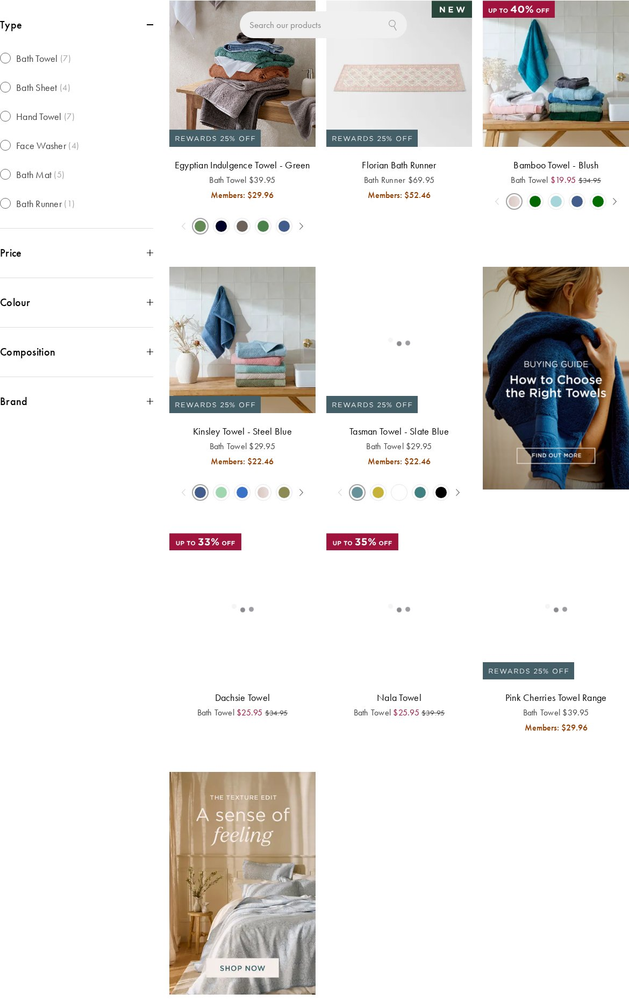 Type
Bath Towel (7)
Bath Sheet (4)
Hand Towel (7)
Face Washer (4)
Bath Mat (5)
Bath Runner (1)
Price
Colour
Composition
Brand
Search our products
NEW
UP TO 40% OFF
REWARDS 25% OFF
REWARDS 25% OFF
Egyptian Indulgence Towel - Green
Bath Towel $39.95
Members: $29.96
Florian Bath Runner
Bath Runner $69.95
Members: $52.46
Bamboo Towel - Blush
Bath Towel $19.95 $34.95
REWARDS 25% OFF
Kinsley Towel - Steel Blue
Bath Towel $29.95
Members: $22.46
REWARDS 25% OFF
Tasman Towel - Slate Blue
Bath Towel $29.95
Members: $22.46
BUYING GUIDE
How to Choose
the Right Towels
FIND OUT MORE
UP TO 33% OFF
Dachsie Towel
Bath Towel $25.95 $34.95
UP TO 35% OFF
Nala Towel
Bath Towel $25.95 $39.95
REWARDS 25% OFF
Pink Cherries Towel Range
Bath Towel $39.95
Members: $29.96
THE TEXTURE EDIT
A sense of
feeling
SHOP NOW